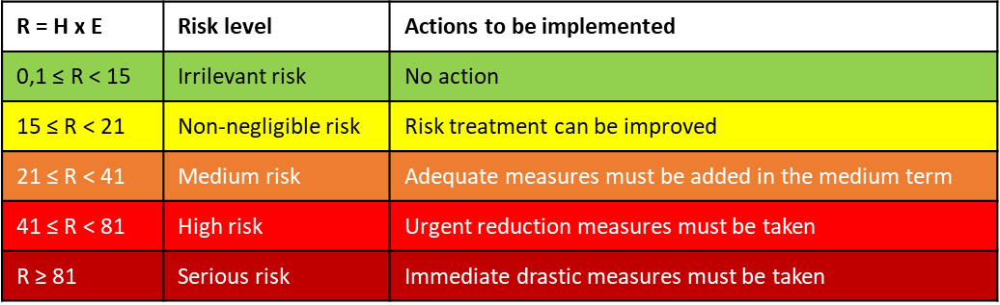 R = H x E Risk level Actions to be implemented
0,1 ≤ R < 15 Irrilevant risk No action
15 ≤ R < 21 Non-negligible risk Risk treatment can be improved
21 ≤ R < 41 Medium risk Adequate measures must be added in the medium term
41 ≤ R < 81 High risk Urgent reduction measures must be taken
R ≥ 81 Serious risk Immediate drastic measures must be taken